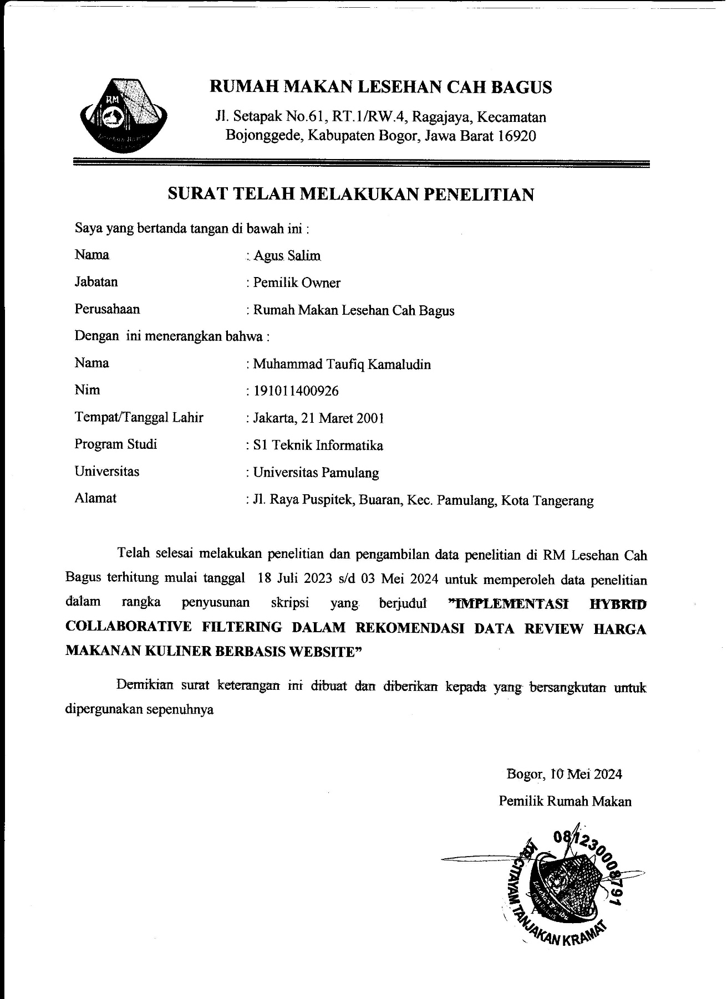 RUMAH MAKAN LESEHAN CAH BAGUS
Jl. Setapak No.61, RT.1/RW.4, Ragajaya, Kecamatan
Bojonggede, Kabupaten Bogor, Jawa Barat 16920
RM
SURAT TELAH MELAKUKAN PENELITIAN
Saya yang bertanda tangan di bawah ini :
Nama : Agus Salim
Jabatan : Pemilik Owner
Perusahaan : Rumah Makan Lesehan Cah Bagus
Dengan ini menerangkan bahwa :
Nama : Muhammad Taufiq Kamaludin
Nim : 191011400926
Tempat/Tanggal Lahir : Jakarta, 21 Maret 2001
Program Studi : S1 Teknik Informatika
Universitas : Universitas Pamulang
Alamat : Jl. Raya Puspitek, Buaran, Kec. Pamulang, Kota Tangerang
Telah selesai melakukan penelitian dan pengambilan data penelitian di RM Lesehan Cah
Bagus terhitung mulai tanggal 18 Juli 2023 s/d 03 Mei 2024 untuk memperoleh data penelitian
dalam rangka penyusunan skripsi yang berjudul ”IMPLEMENTASI HYBRID
COLLABORATIVE FILTERING DALAM REKOMENDASI DATA REVIEW HARGA
MAKANAN KULINER BERBASIS WEBSITE”
Demikian surat keterangan ini dibuat dan diberikan kepada yang bersangkutan untuk
dipergunakan sepenuhnya
Bogor, 10 Mei 2024
Pemilik Rumah Makan
081230008791
KP. CITAYAM TANJAKAN KRAMAT